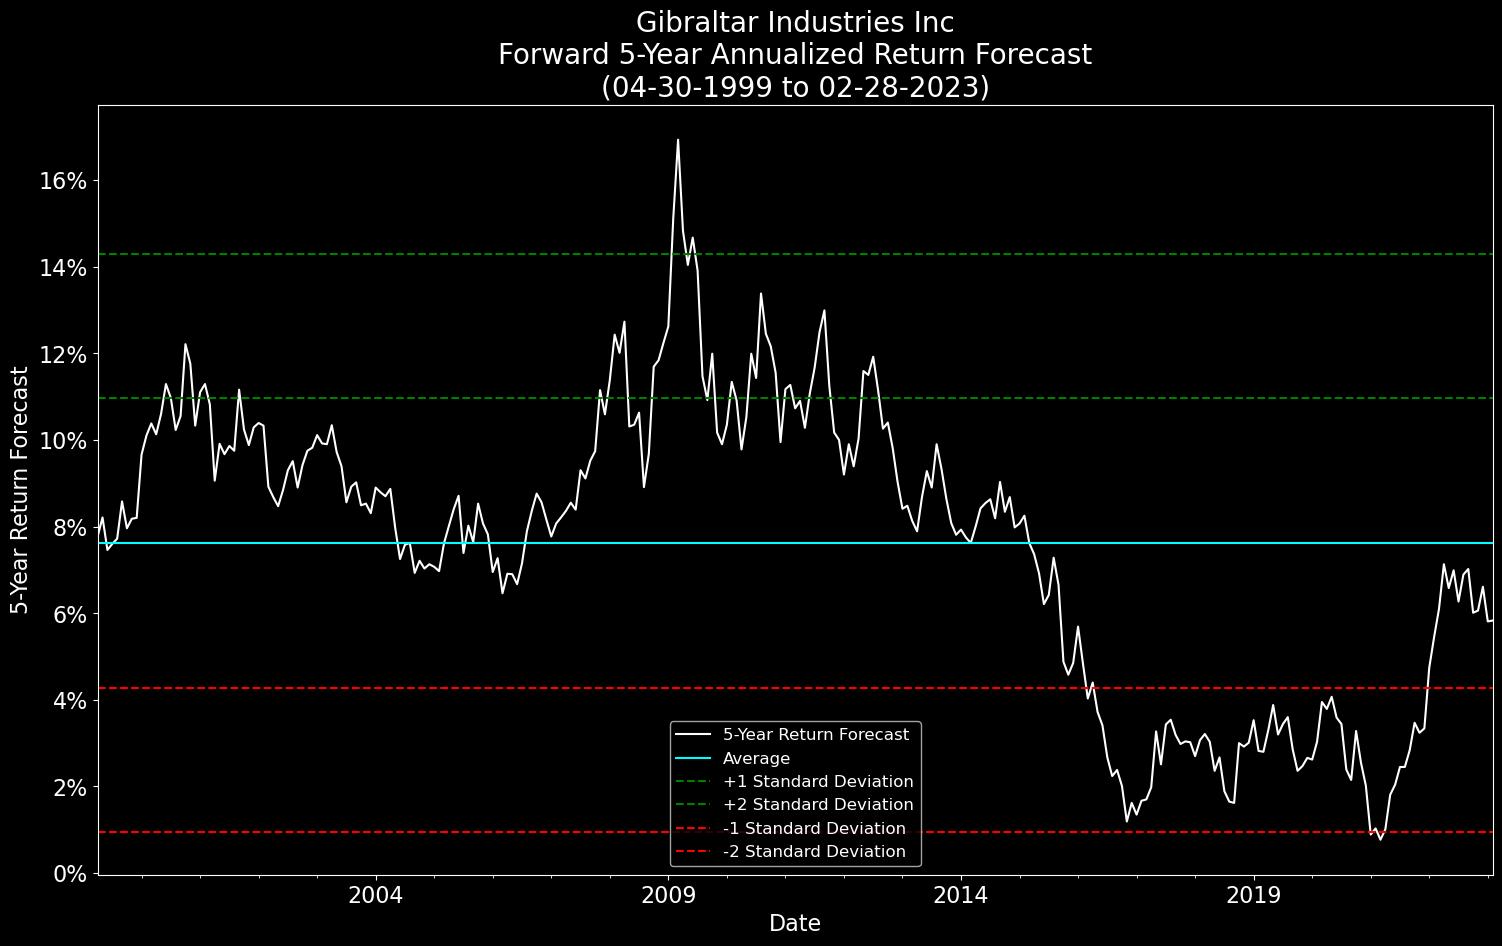 Gibraltar Industries Inc
Forward 5-Year Annualized Return Forecast
(04-30-1999 to 02-28-2023)
5-Year Return Forecast
16%
14%
12%
10%
8%
6%
4%
2%
0%
5-Year Return Forecast
Average
+1 Standard Deviation
+2 Standard Deviation
-1 Standard Deviation
-2 Standard Deviation
2004
2009
2014
2019
Date